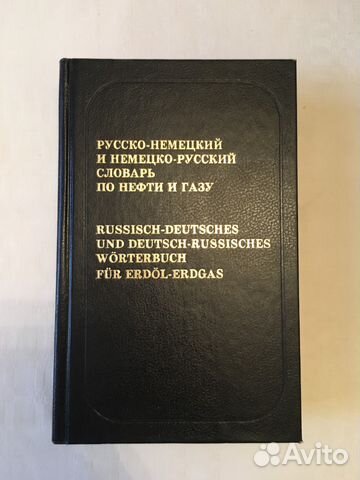 РУССКО-НЕМЕЦКИЙ
И НЕМЕЦКО-РУССКИЙ
СЛОВАРЬ
ПО НЕФТИ И ГАЗУ
RUSSISCH-DEUTSCHES
UND DEUTSCH-RUSSISCHES
WÖRTERBUCH
FÜR ERDÖL-ERDGAS
Avito